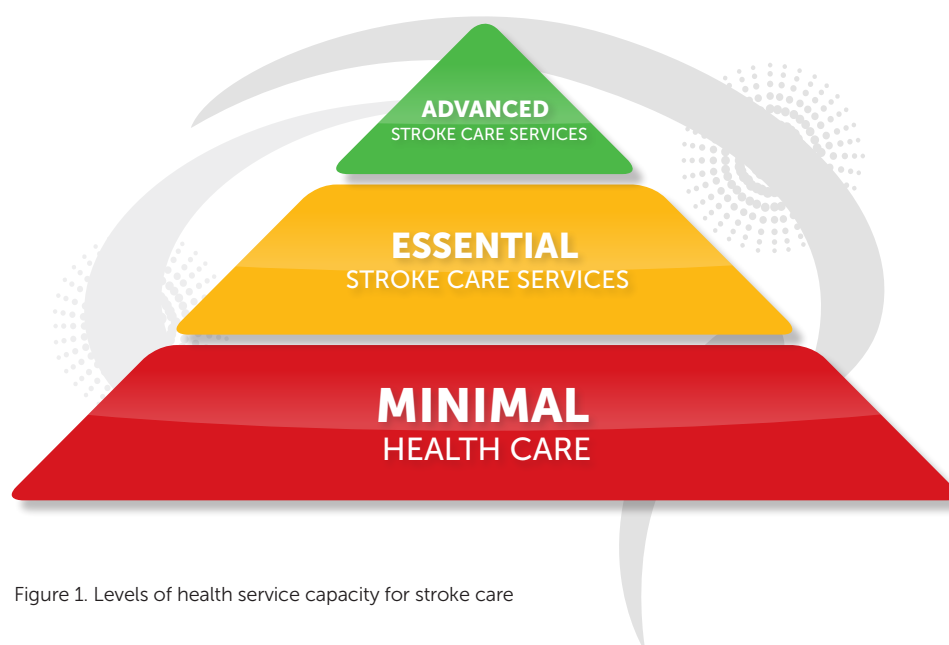 ADVANCED
STROKE CARE SERVICES
ESSENTIAL
STROKE CARE SERVICES
MINIMAL
HEALTH CARE
Figure 1. Levels of health service capacity for stroke care